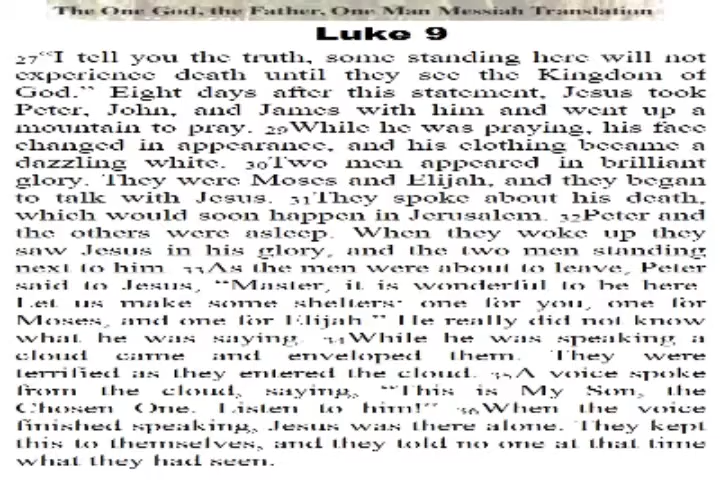 The One God, the Father, One Man Messiah Translation
Luke 9
27“I tell you the truth, some standing here will not
experience death until they see the Kingdom of
God.” Eight days after this statement, Jesus took
Peter, John, and James with him and went up a
mountain to pray. 29While he was praying, his face
changed in appearance, and his clothing became a
dazzling white. 30Two men appeared in brilliant
glory. They were Moses and Elijah, and they began
to talk with Jesus. 31They spoke about his death,
which would soon happen in Jerusalem. 32Peter and
the others were asleep. When they woke up they
saw Jesus in his glory, and the two men standing
next to him. 33As the men were about to leave, Peter
said to Jesus, “Master, it is wonderful to be here.
Let us make some shelters: one for you, one for
Moses, and one for Elijah.” He really did not know
what he was saying. 34While he was speaking a
cloud came and enveloped them. They were
terrified as they entered the cloud. 35A voice spoke
from the cloud, saying, “This is My Son, the
Chosen One. Listen to him!” 36When the voice
finished speaking, Jesus was there alone. They kept
this to themselves, and they told no one at that time
what they had seen.